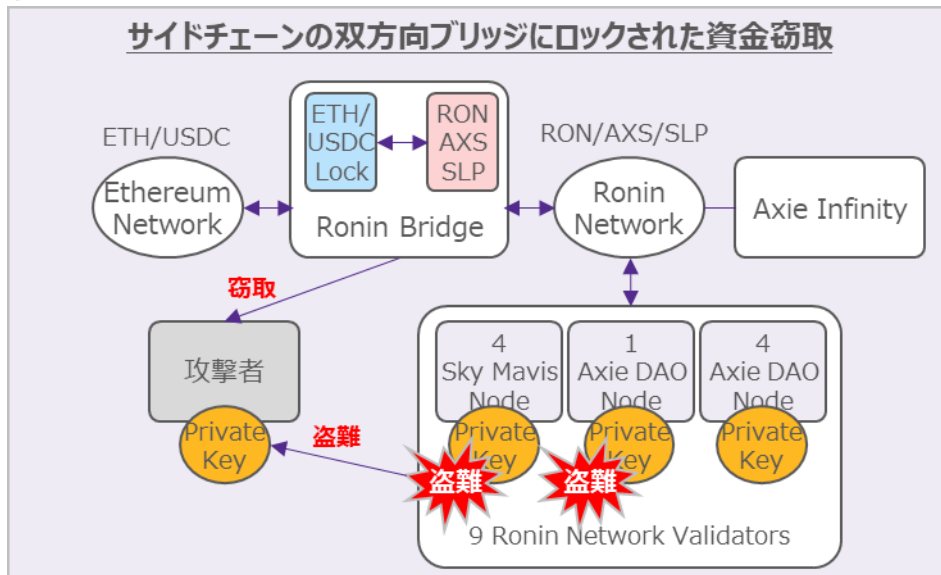 サイドチェーンの双方向ブリッジにロックされた資金窃取
ETH/USDC
ETH/
USDC
Lock
RON
AXS
SLP
RON/AXS/SLP
Ethereum
Network
Ronin Bridge
Ronin
Network
Axie Infinity
窃取
攻撃者
Private
Key
盗難
4
Sky Mavis
Node
Private
Key
盗難
1
Axie DAO
Node
Private
Key
盗難
4
Axie DAO
Node
Private
Key
9 Ronin Network Validators